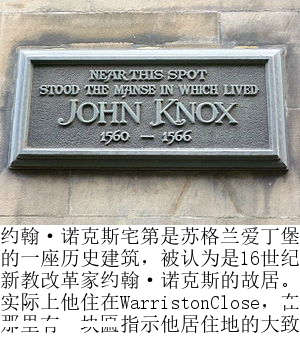 NEAR THIS SPOT
STOOD THE MANSE IN WHICH LIVED
JOHN KNOX
1560 — 1566
约翰·诺克斯宅第是苏格兰爱丁堡
的一座历史建筑，被认为是16世纪
新教改革家约翰·诺克斯的故居。
实际上他住在WarristonClose，在
那里有一块匾指示他居住地的大致